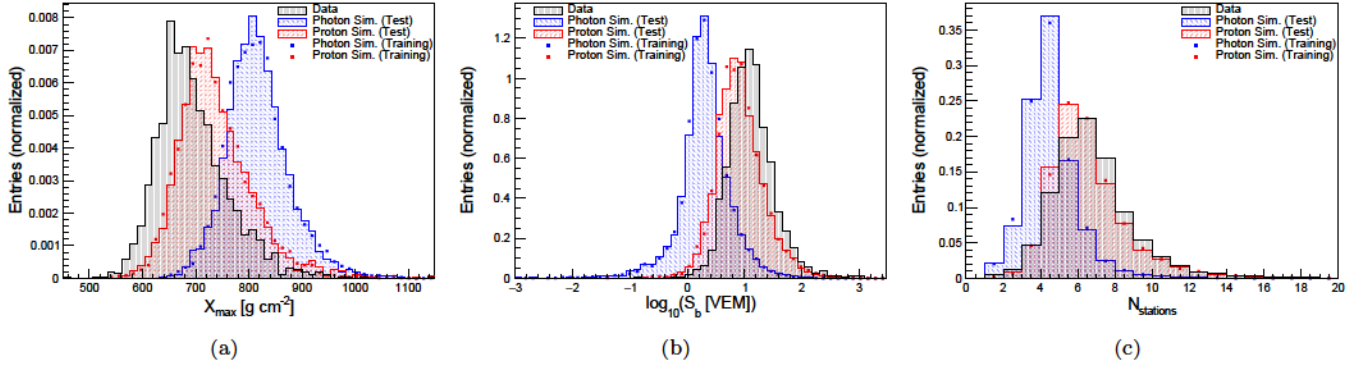 Entries (normalized)
0.008
0.007
0.006
0.005
0.004
0.003
0.002
0.001
0
Data
Photon Sim. (Test)
Proton Sim. (Test)
Photon Sim. (Training)
Proton Sim. (Training)
500 600 700 800 900 1000 1100
X_max [g cm⁻²]
(a)
Entries (normalized)
1.2
1
0.8
0.6
0.4
0.2
0
Data
Photon Sim. (Test)
Proton Sim. (Test)
Photon Sim. (Training)
Proton Sim. (Training)
−3 −2 −1 0 1 2 3
log₁₀(S_b [VEM])
(b)
Entries (normalized)
0.35
0.3
0.25
0.2
0.15
0.1
0.05
0
Data
Photon Sim. (Test)
Proton Sim. (Test)
Photon Sim. (Training)
Proton Sim. (Training)
0 2 4 6 8 10 12 14 16 18 20
N_stations
(c)